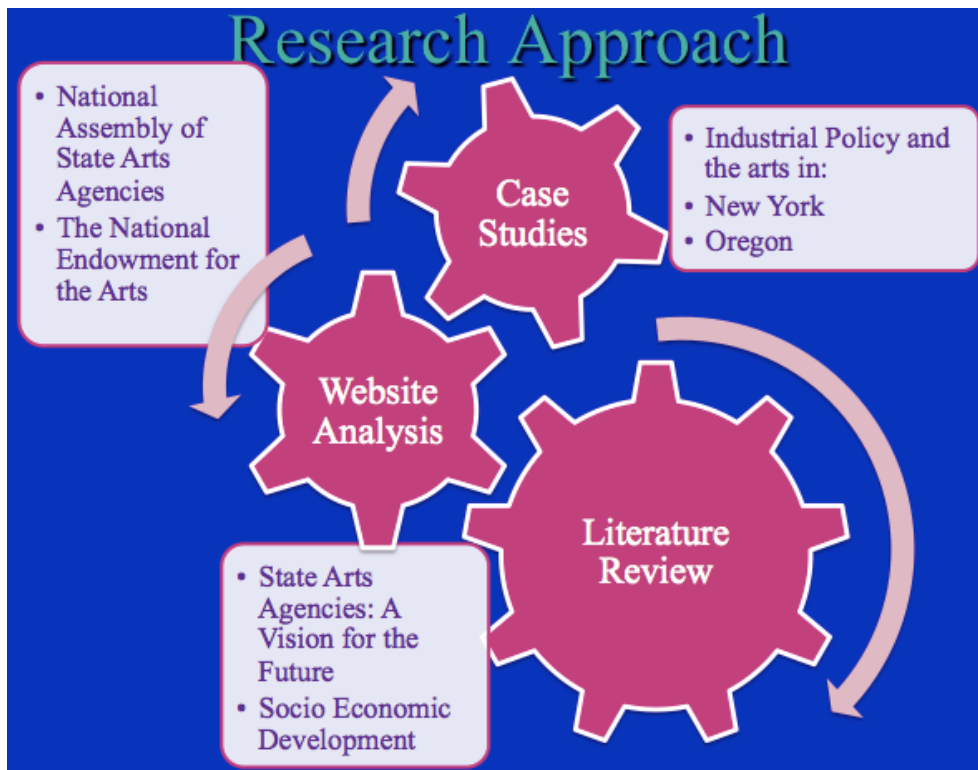 Research Approach
• National
Assembly of
State Arts
Agencies
• The National
Endowment for
the Arts
Case
Studies
• Industrial Policy and
the arts in:
• New York
• Oregon
Website
Analysis
Literature
Review
• State Arts
Agencies: A
Vision for the
Future
• Socio Economic
Development